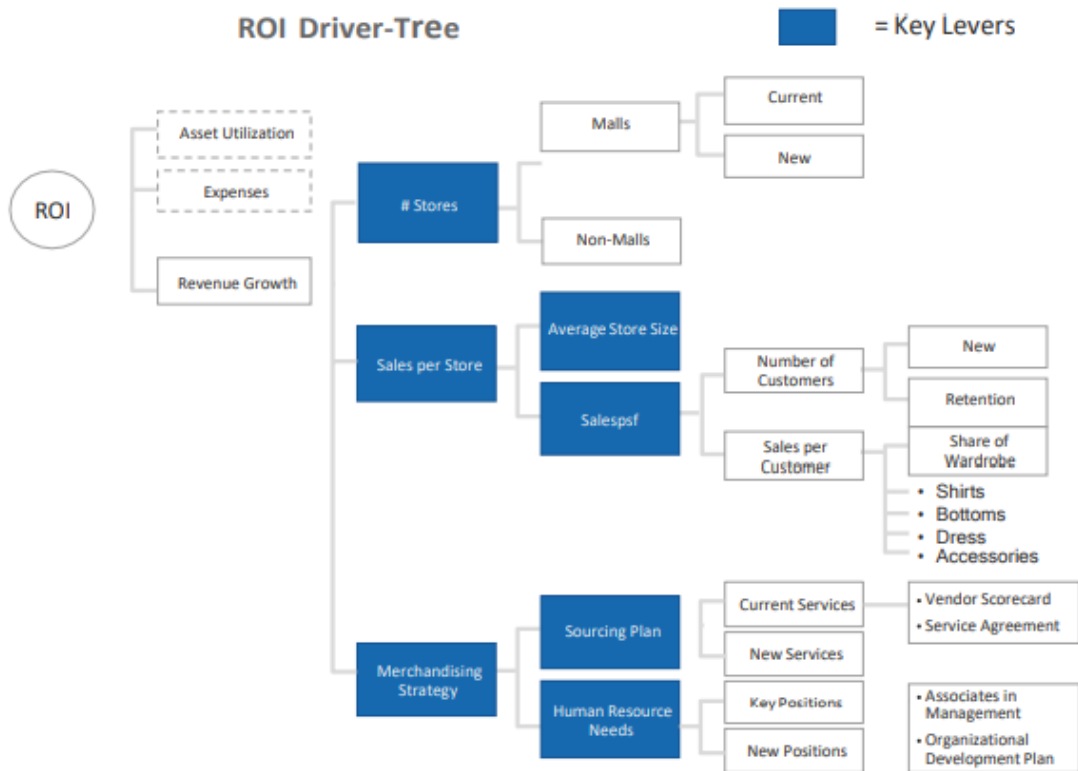 ROI Driver-Tree
= Key Levers
ROI
Asset Utilization
Expenses
Revenue Growth
# Stores
Malls
Current
New
Non-Malls
Sales per Store
Average Store Size
Salespsf
Number of
Customers
New
Retention
Sales per
Customer
Share of
Wardrobe
• Shirts
• Bottoms
• Dress
• Accessories
Merchandising
Strategy
Sourcing Plan
Current Services
• Vendor Scorecard
• Service Agreement
New Services
Human Resource
Needs
Key Positions
New Positions
• Associates in
Management
• Organizational
Development Plan